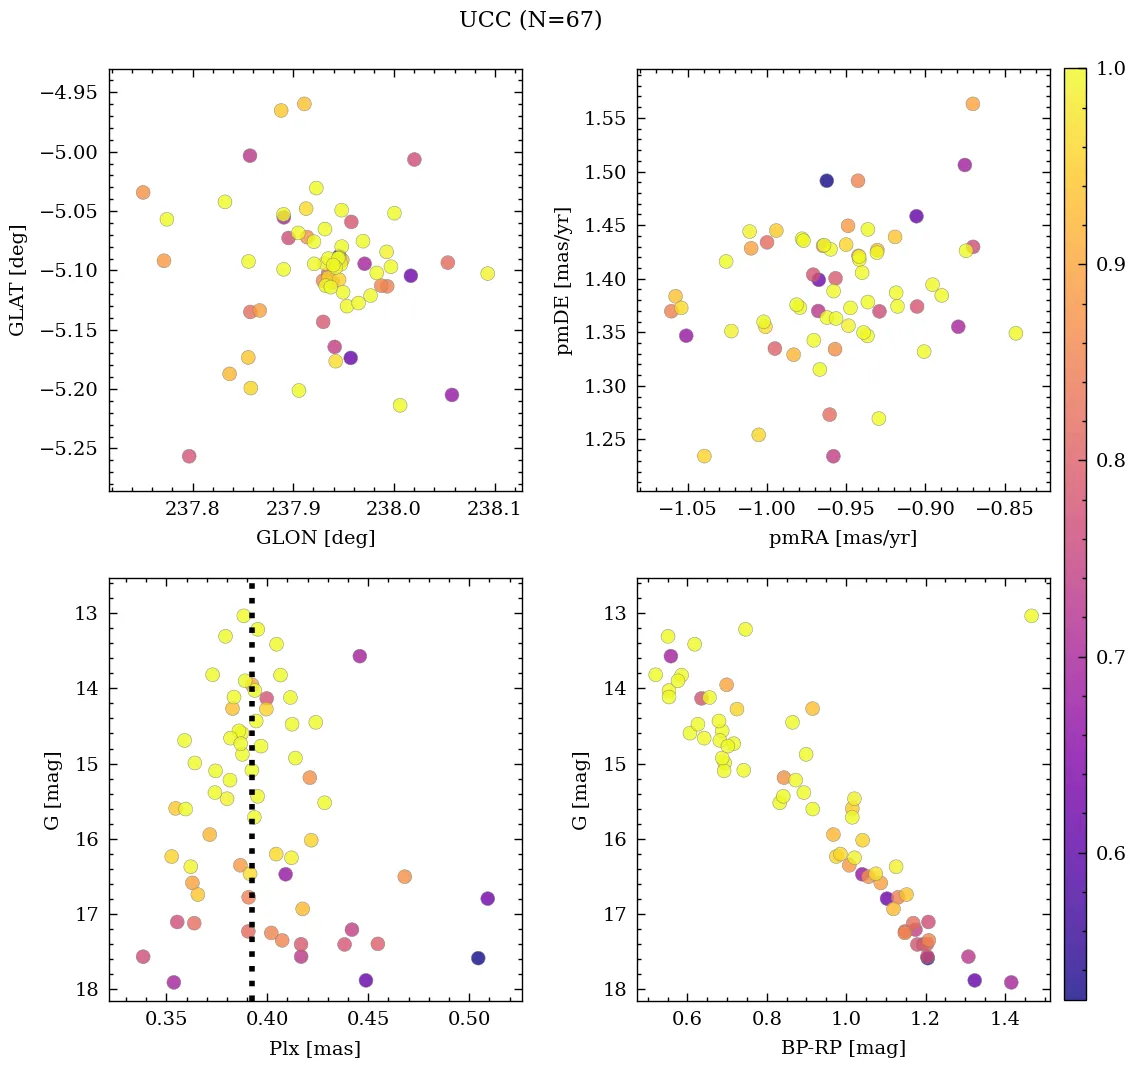 UCC (N=67)
−4.95
−5.00
−5.05
−5.10
−5.15
−5.20
−5.25
GLAT [deg]
237.8 237.9 238.0 238.1
GLON [deg]
1.55
1.50
1.45
1.40
1.35
1.30
1.25
pmDE [mas/yr]
−1.05 −1.00 −0.95 −0.90 −0.85
pmRA [mas/yr]
1.0
0.9
0.8
0.7
0.6
13
14
15
16
17
18
G [mag]
0.35 0.40 0.45 0.50
Plx [mas]
13
14
15
16
17
18
G [mag]
0.6 0.8 1.0 1.2 1.4
BP-RP [mag]